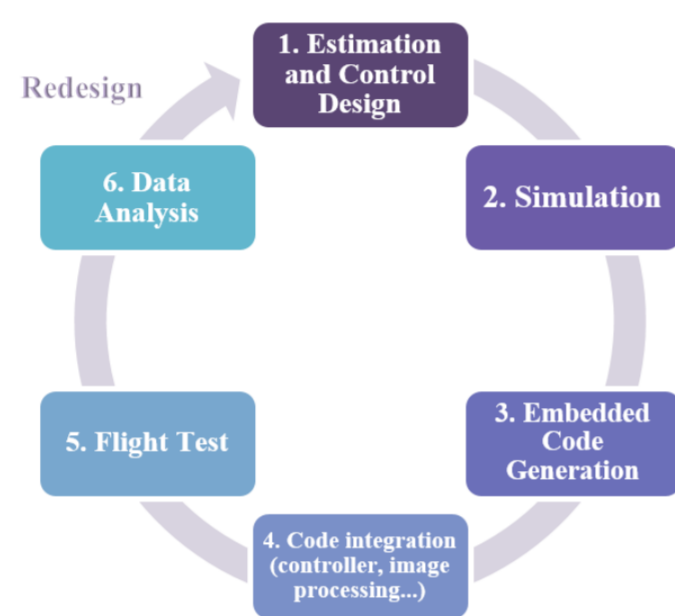 1. Estimation
and Control
Design
Redesign
6. Data
Analysis
2. Simulation
5. Flight Test
3. Embedded
Code
Generation
4. Code integration
(controller, image
processing...)